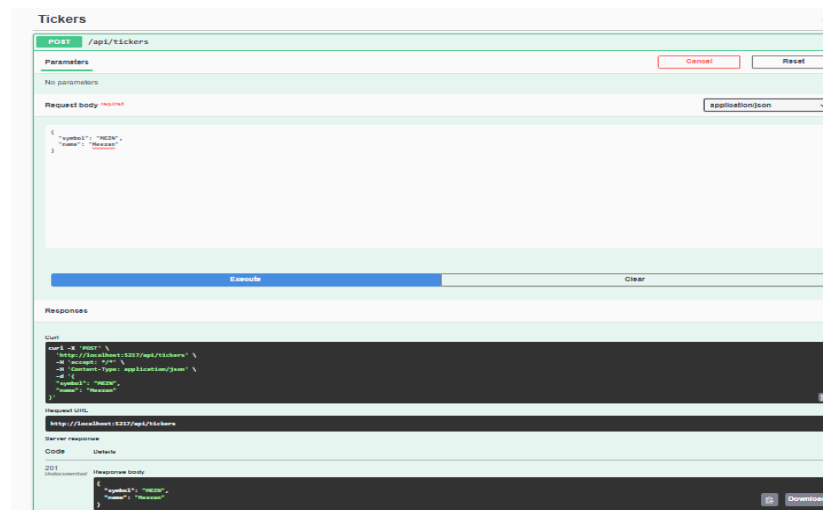 Tickers
POST /api/tickers
Parameters
Cancel
Reset
No parameters
Request body required
application/json
{
"symbol": "MEZN",
"name": "Meezan"
}
Execute
Clear
Responses
Curl
curl -X 'POST' \
'http://localhost:5217/api/tickers' \
-H 'accept: */*' \
-H 'Content-Type: application/json' \
-d '{
"symbol": "MEZN",
"name": "Meezan"
}'
Request URL
http://localhost:5217/api/tickers
Server response
Code Details
201
Undocumented
Response body
{
"symbol": "MEZN",
"name": "Meezan"
}
Download